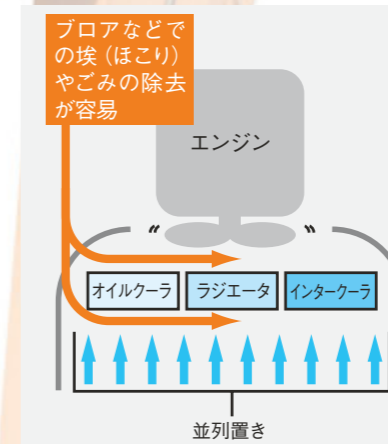 ブロアなどで
の埃（ほこり）
やごみの除去
が容易
エンジン
オイルクーラ
ラジエータ
インタークーラ
並列置き